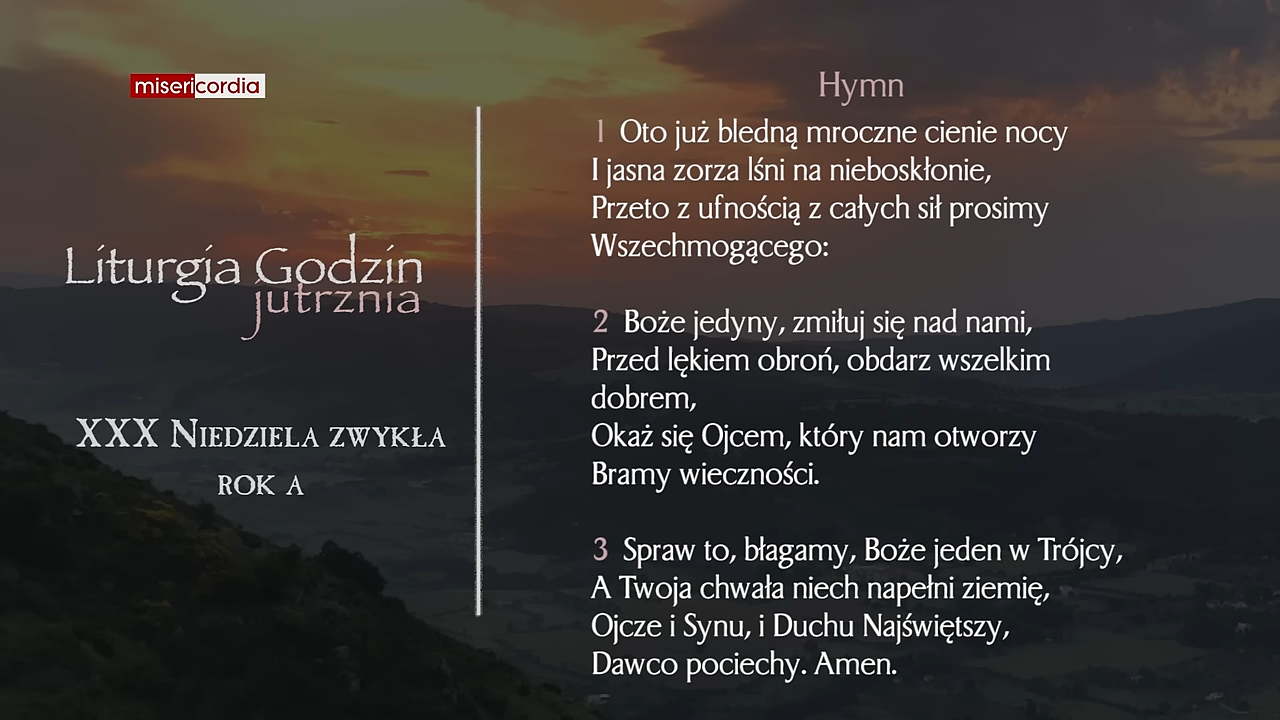 misericordia
Liturgia Godzin
jutrznia
XXX Niedziela zwykła
rok A
Hymn
1 Oto już bledną mroczne cienie nocy
I jasna zorza lśni na nieboskłonie,
Przeto z ufnością z całych sił prosimy
Wszechmogącego:
2 Boże jedyny, zmiłuj się nad nami,
Przed lękiem obroń, obdarz wszelkim
dobrem,
Okaż się Ojcem, który nam otworzy
Bramy wieczności.
3 Spraw to, błagamy, Boże jeden w Trójcy,
A Twoja chwała niech napełni ziemię,
Ojcze i Synu, i Duchu Najświętszy,
Dawco pociechy. Amen.